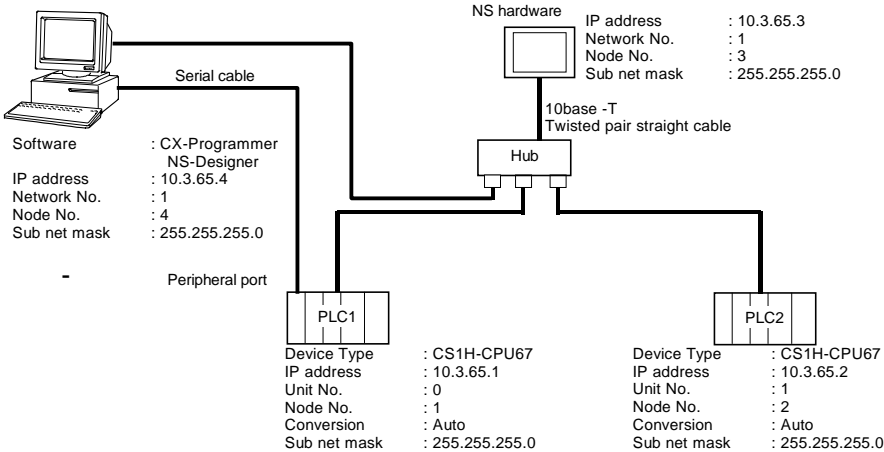 NS hardware
IP address : 10.3.65.3
Network No. : 1
Node No. : 3
Sub net mask : 255.255.255.0
Serial cable
10base -T
Twisted pair straight cable
Hub
Software : CX-Programmer
NS-Designer
IP address : 10.3.65.4
Network No. : 1
Node No. : 4
Sub net mask : 255.255.255.0
-
Peripheral port
PLC1
Device Type : CS1H-CPU67
IP address : 10.3.65.1
Unit No. : 0
Node No. : 1
Conversion : Auto
Sub net mask : 255.255.255.0
PLC2
Device Type : CS1H-CPU67
IP address : 10.3.65.2
Unit No. : 1
Node No. : 2
Conversion : Auto
Sub net mask : 255.255.255.0